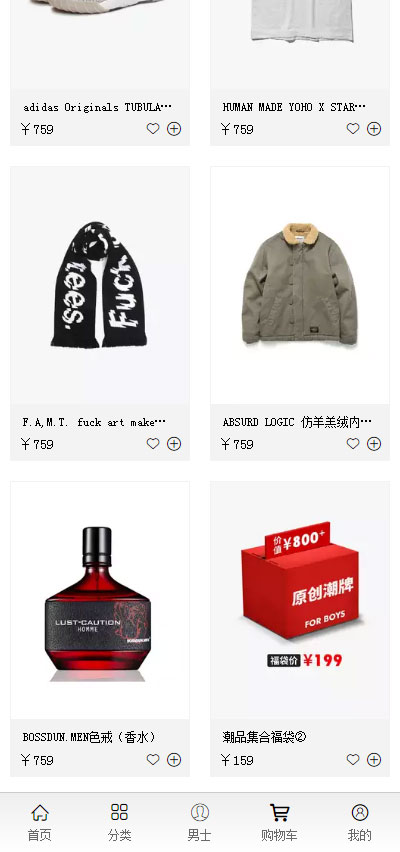 adidas Originals TUBULA…
￥759
HUMAN MADE YOHO X STAR…
￥759
tees.
Fuck
F.A,M.T. fuck art make…
￥759
ABSURD LOGIC 仿羊羔绒内…
￥759
LUST-CAUTION
HOMME
BOSSDUN.MEN
BOSSDUN.MEN色戒（香水）
￥759
价值¥800+
原创潮牌
FOR BOYS
福袋价 ¥199
潮品集合福袋②
￥159
首页
分类
男士
购物车
我的